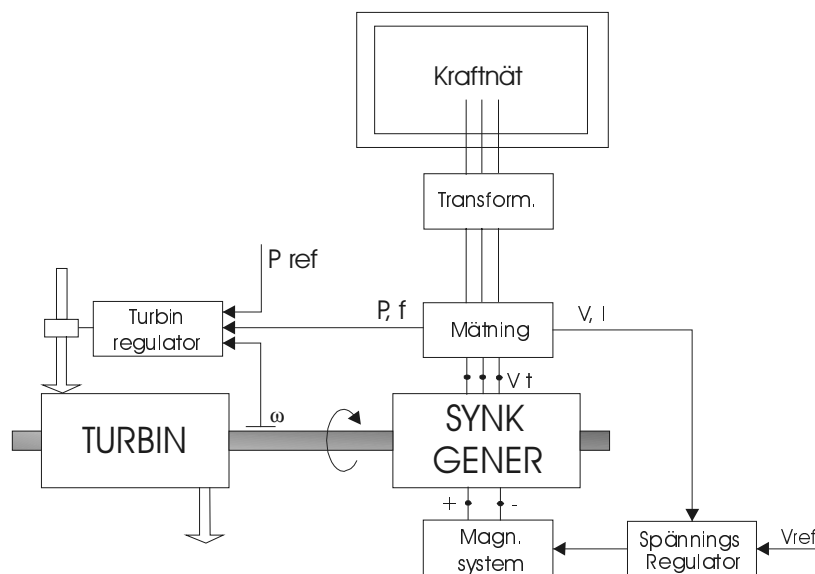 Kraftnät
Transform.
P ref
P, f
V, I
Turbin
regulator
Mätning
V t
ω
TURBIN
SYNK
GENER
+ -
Magn.
system
Spännings
Regulator
Vref